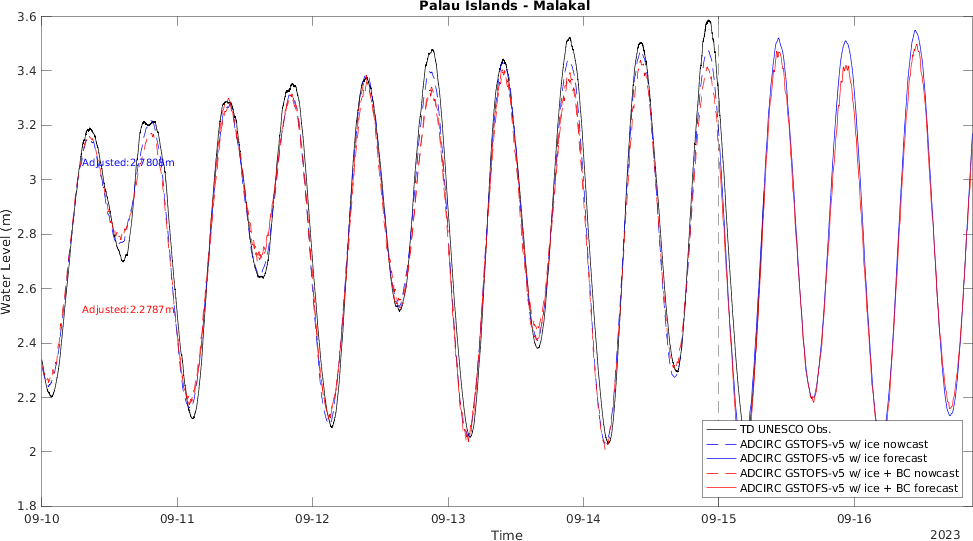 Palau Islands - Malakal
3.6
3.4
3.2
3
2.8
2.6
2.4
2.2
2
1.8
Water Level (m)
Adjusted:2.7808m
Adjusted:2.2787m
TD UNESCO Obs.
ADCIRC GSTOFS-v5 w/ ice nowcast
ADCIRC GSTOFS-v5 w/ ice forecast
ADCIRC GSTOFS-v5 w/ ice + BC nowcast
ADCIRC GSTOFS-v5 w/ ice + BC forecast
09-10 09-11 09-12 09-13 09-14 09-15 09-16
Time
2023